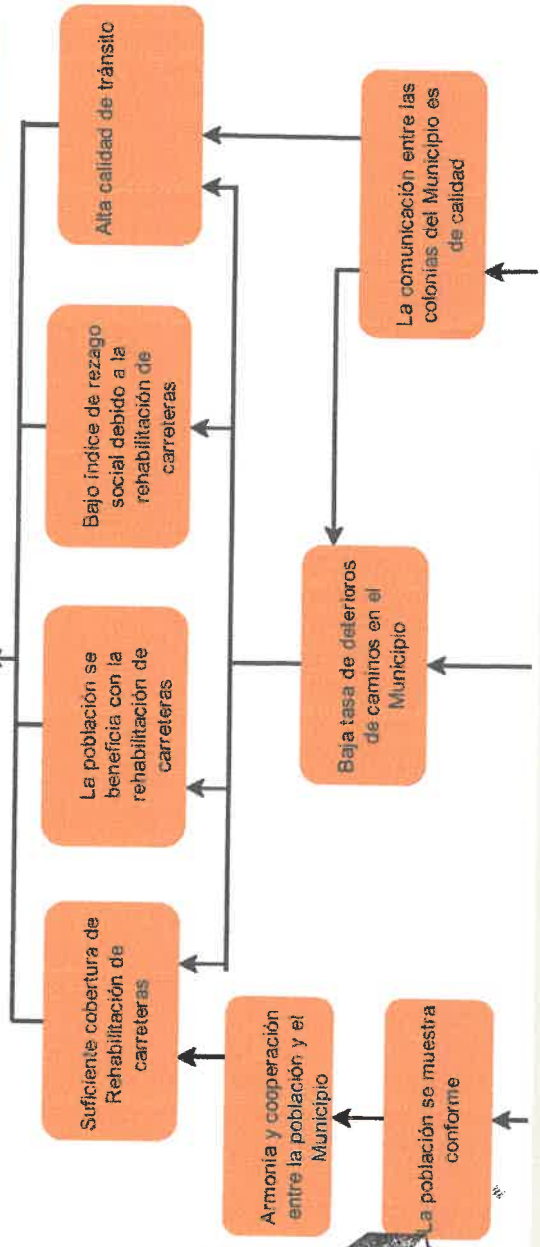 Suficiente cobertura de
Rehabilitación de
carreteras
La población se
beneficia con la
rehabilitación de
carreteras
Bajo índice de rezago
social debido a la
rehabilitación de
carreteras
Alta calidad de tránsito
Armonía y cooperación
entre la población y el
Municipio
Baja tasa de deterioros
de caminos en el
Municipio
La comunicación entre las
colonias del Municipio es
de calidad
La población se muestra
conforme